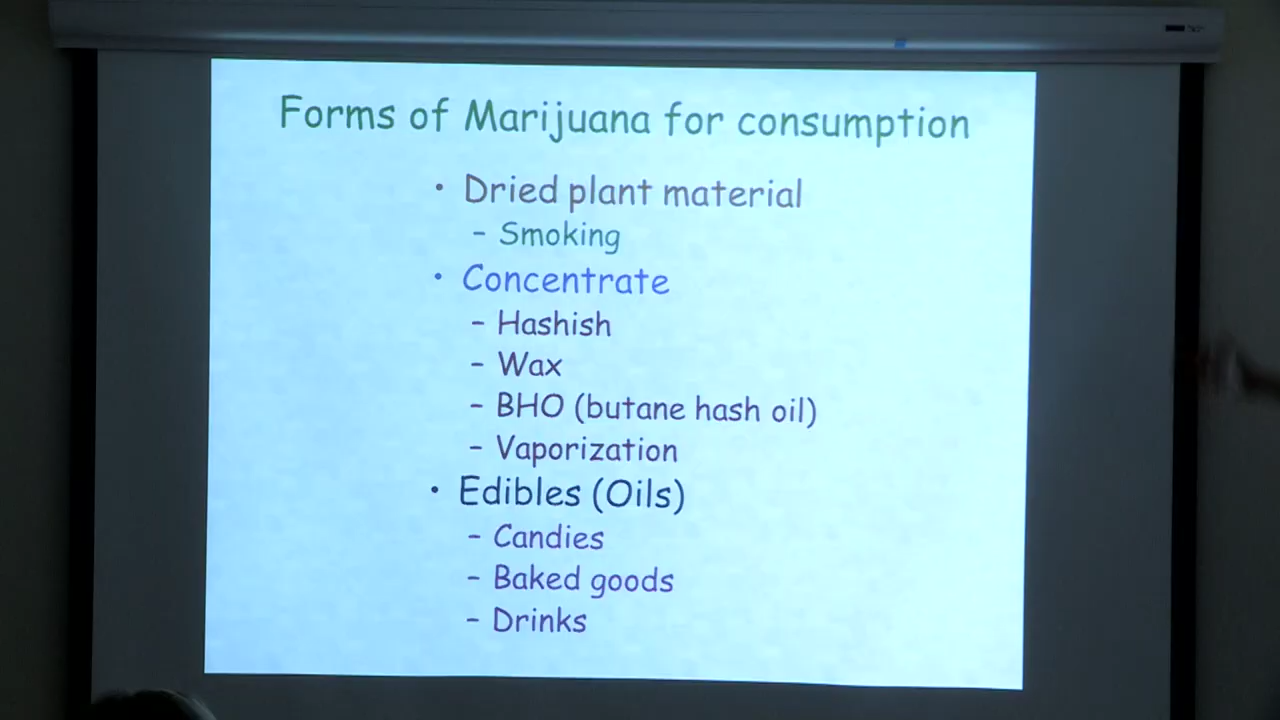 Forms of Marijuana for consumption
• Dried plant material
– Smoking
• Concentrate
– Hashish
– Wax
– BHO (butane hash oil)
– Vaporization
• Edibles (Oils)
– Candies
– Baked goods
– Drinks